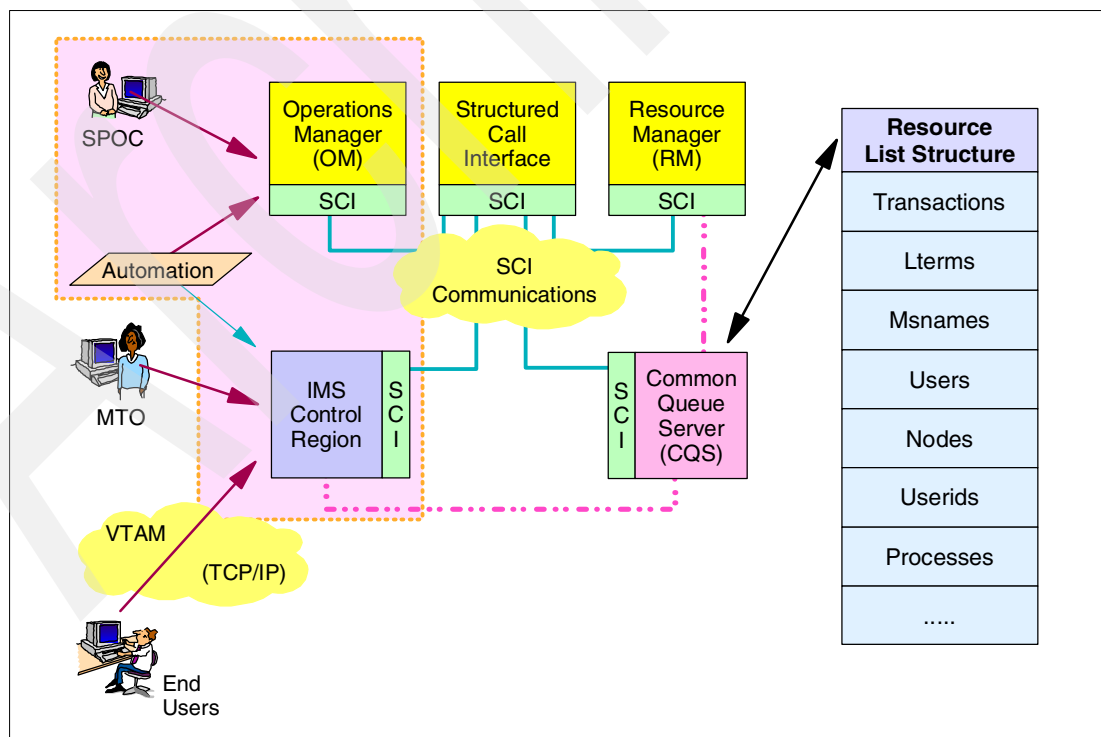 SPOC
Operations
Manager
(OM)
SCI
Structured
Call
Interface
SCI
Resource
Manager
(RM)
SCI
Automation
SCI
Communications
MTO
IMS
Control
Region
S
C
I
S
C
I
Common
Queue
Server
(CQS)
VTAM
(TCP/IP)
End
Users
Resource
List Structure
Transactions
Lterms
Msnames
Users
Nodes
Userids
Processes
.....